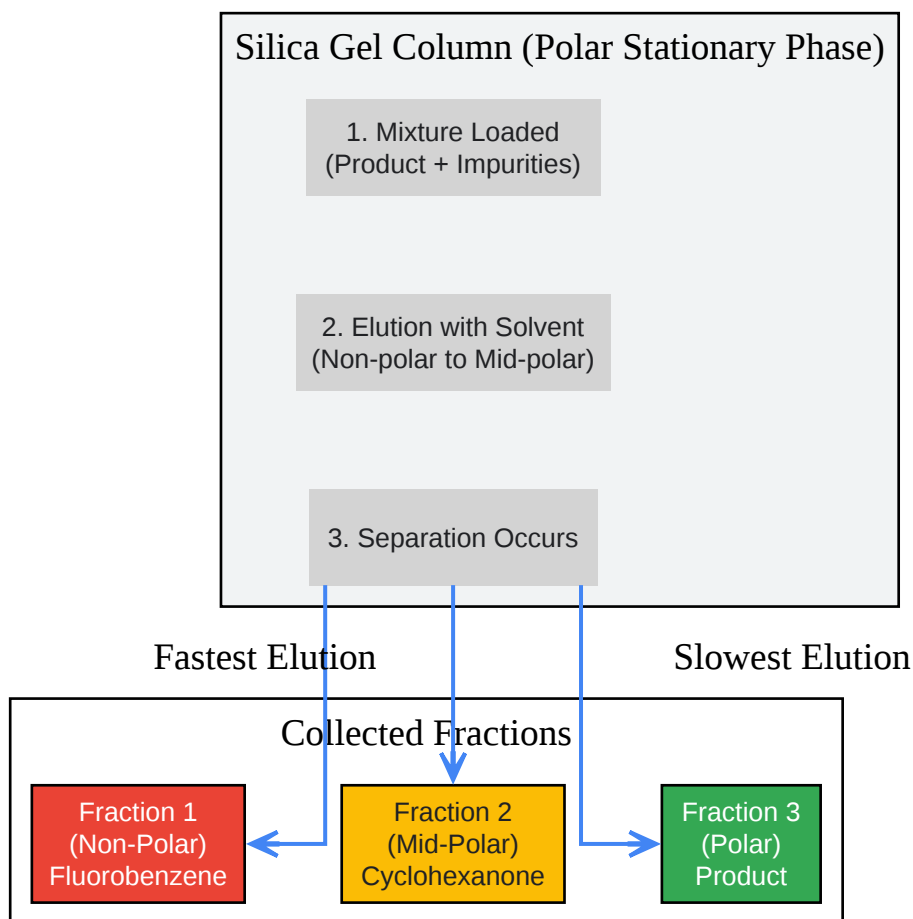 Silica Gel Column (Polar Stationary Phase)
1. Mixture Loaded
(Product + Impurities)
2. Elution with Solvent
(Non-polar to Mid-polar)
3. Separation Occurs
Fastest Elution
Slowest Elution
Collected Fractions
Fraction 1
(Non-Polar)
Fluorobenzene
Fraction 2
(Mid-Polar)
Cyclohexanone
Fraction 3
(Polar)
Product